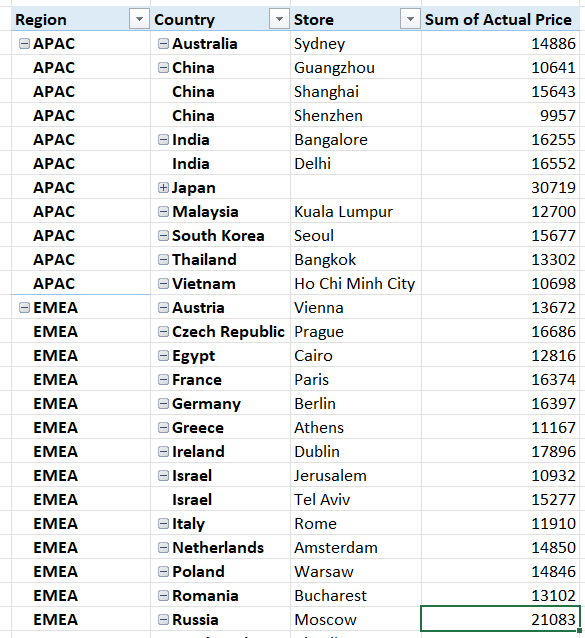 Region Country Store Sum of Actual Price
APAC Australia Sydney 14886
APAC China Guangzhou 10641
APAC China Shanghai 15643
APAC China Shenzhen 9957
APAC India Bangalore 16255
APAC India Delhi 16552
APAC Japan 30719
APAC Malaysia Kuala Lumpur 12700
APAC South Korea Seoul 15677
APAC Thailand Bangkok 13302
APAC Vietnam Ho Chi Minh City 10698
EMEA Austria Vienna 13672
EMEA Czech Republic Prague 16686
EMEA Egypt Cairo 12816
EMEA France Paris 16374
EMEA Germany Berlin 16397
EMEA Greece Athens 11167
EMEA Ireland Dublin 17896
EMEA Israel Jerusalem 10932
EMEA Israel Tel Aviv 15277
EMEA Italy Rome 11910
EMEA Netherlands Amsterdam 14850
EMEA Poland Warsaw 14846
EMEA Romania Bucharest 13102
EMEA Russia Moscow 21083